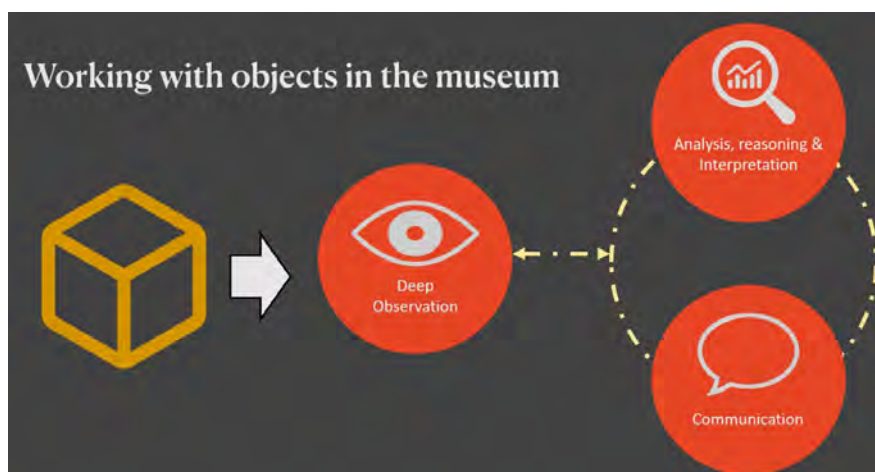 Working with objects in the museum
Analysis, reasoning &
Interpretation
Deep
Observation
Communication